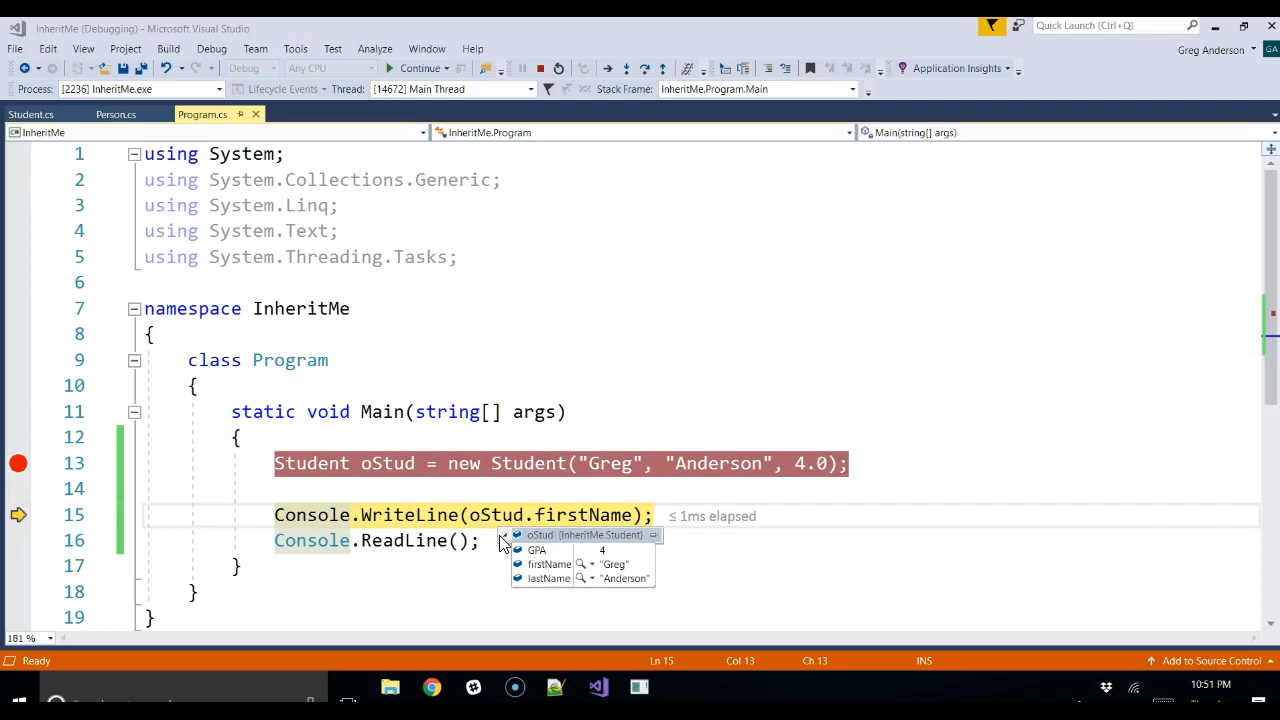 InheritMe (Debugging) - Microsoft Visual Studio
Quick Launch (Ctrl+Q)
File Edit View Project Build Debug Team Tools Test Analyze Window Help
Greg Anderson GA
Debug Any CPU Continue Application Insights
Process: [2236] InheritMe.exe Lifecycle Events Thread: [14672] Main Thread Stack Frame: InheritMe.Program.Main
Student.cs Person.cs Program.cs
InheritMe InheritMe.Program Main(string[] args)
1 using System;
2 using System.Collections.Generic;
3 using System.Linq;
4 using System.Text;
5 using System.Threading.Tasks;
6
7 namespace InheritMe
8 {
9 class Program
10 {
11 static void Main(string[] args)
12 {
13 Student oStud = new Student("Greg", "Anderson", 4.0);
14
15 Console.WriteLine(oStud.firstName); ≤ 1ms elapsed
oStud {InheritMe.Student}
16 Console.ReadLine();
GPA 4
firstName "Greg"
17 }
lastName "Anderson"
18 }
19 }
181 %
Ready Ln 15 Col 13 Ch 13 INS Add to Source Control
10:51 PM